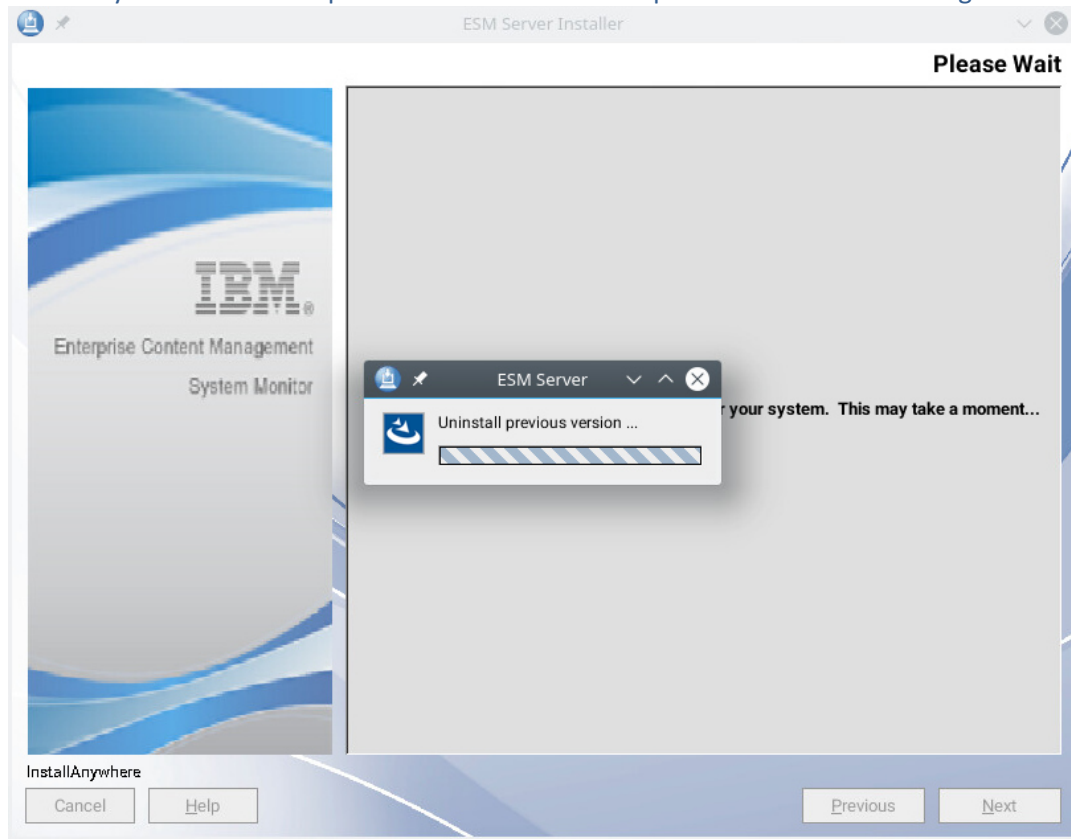 ESM Server Installer
Please Wait
IBM®
Enterprise Content Management
System Monitor
ESM Server
Uninstall previous version ...
your system. This may take a moment...
InstallAnywhere
Cancel
Help
Previous
Next